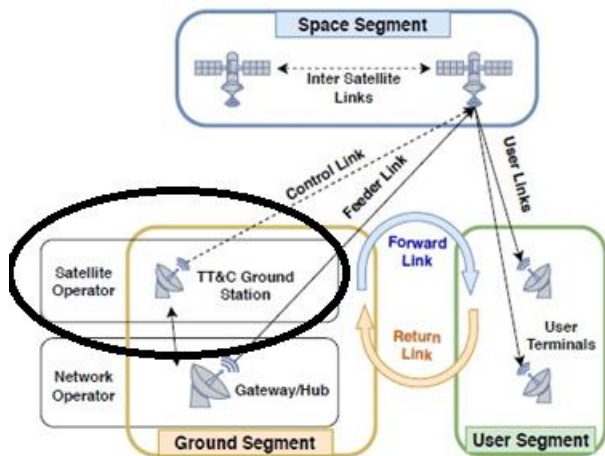 Space Segment
Inter Satellite
Links
Control Link
Feeder Link
User Links
Satellite
Operator
TT&C Ground
Station
Forward
Link
Return
Link
User
Terminals
Network
Operator
Gateway/Hub
Ground Segment
User Segment